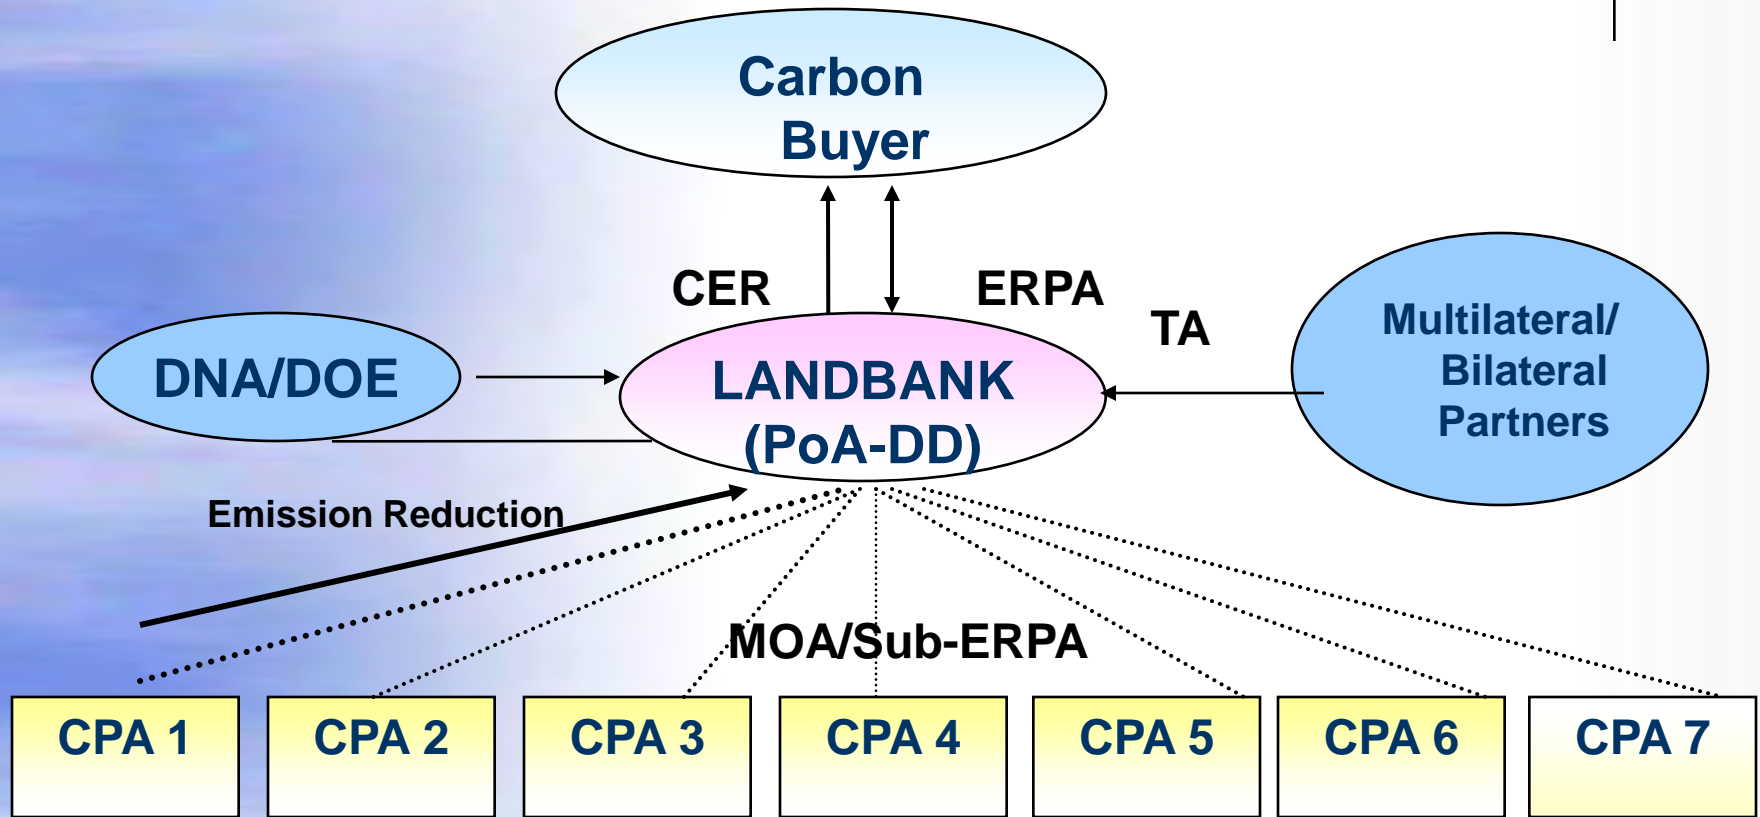 Carbon
Buyer
CER
ERPA
TA
Multilateral/
Bilateral
Partners
DNA/DOE
LANDBANK
(PoA-DD)
Emission Reduction
MOA/Sub-ERPA
CPA 1
CPA 2
CPA 3
CPA 4
CPA 5
CPA 6
CPA 7